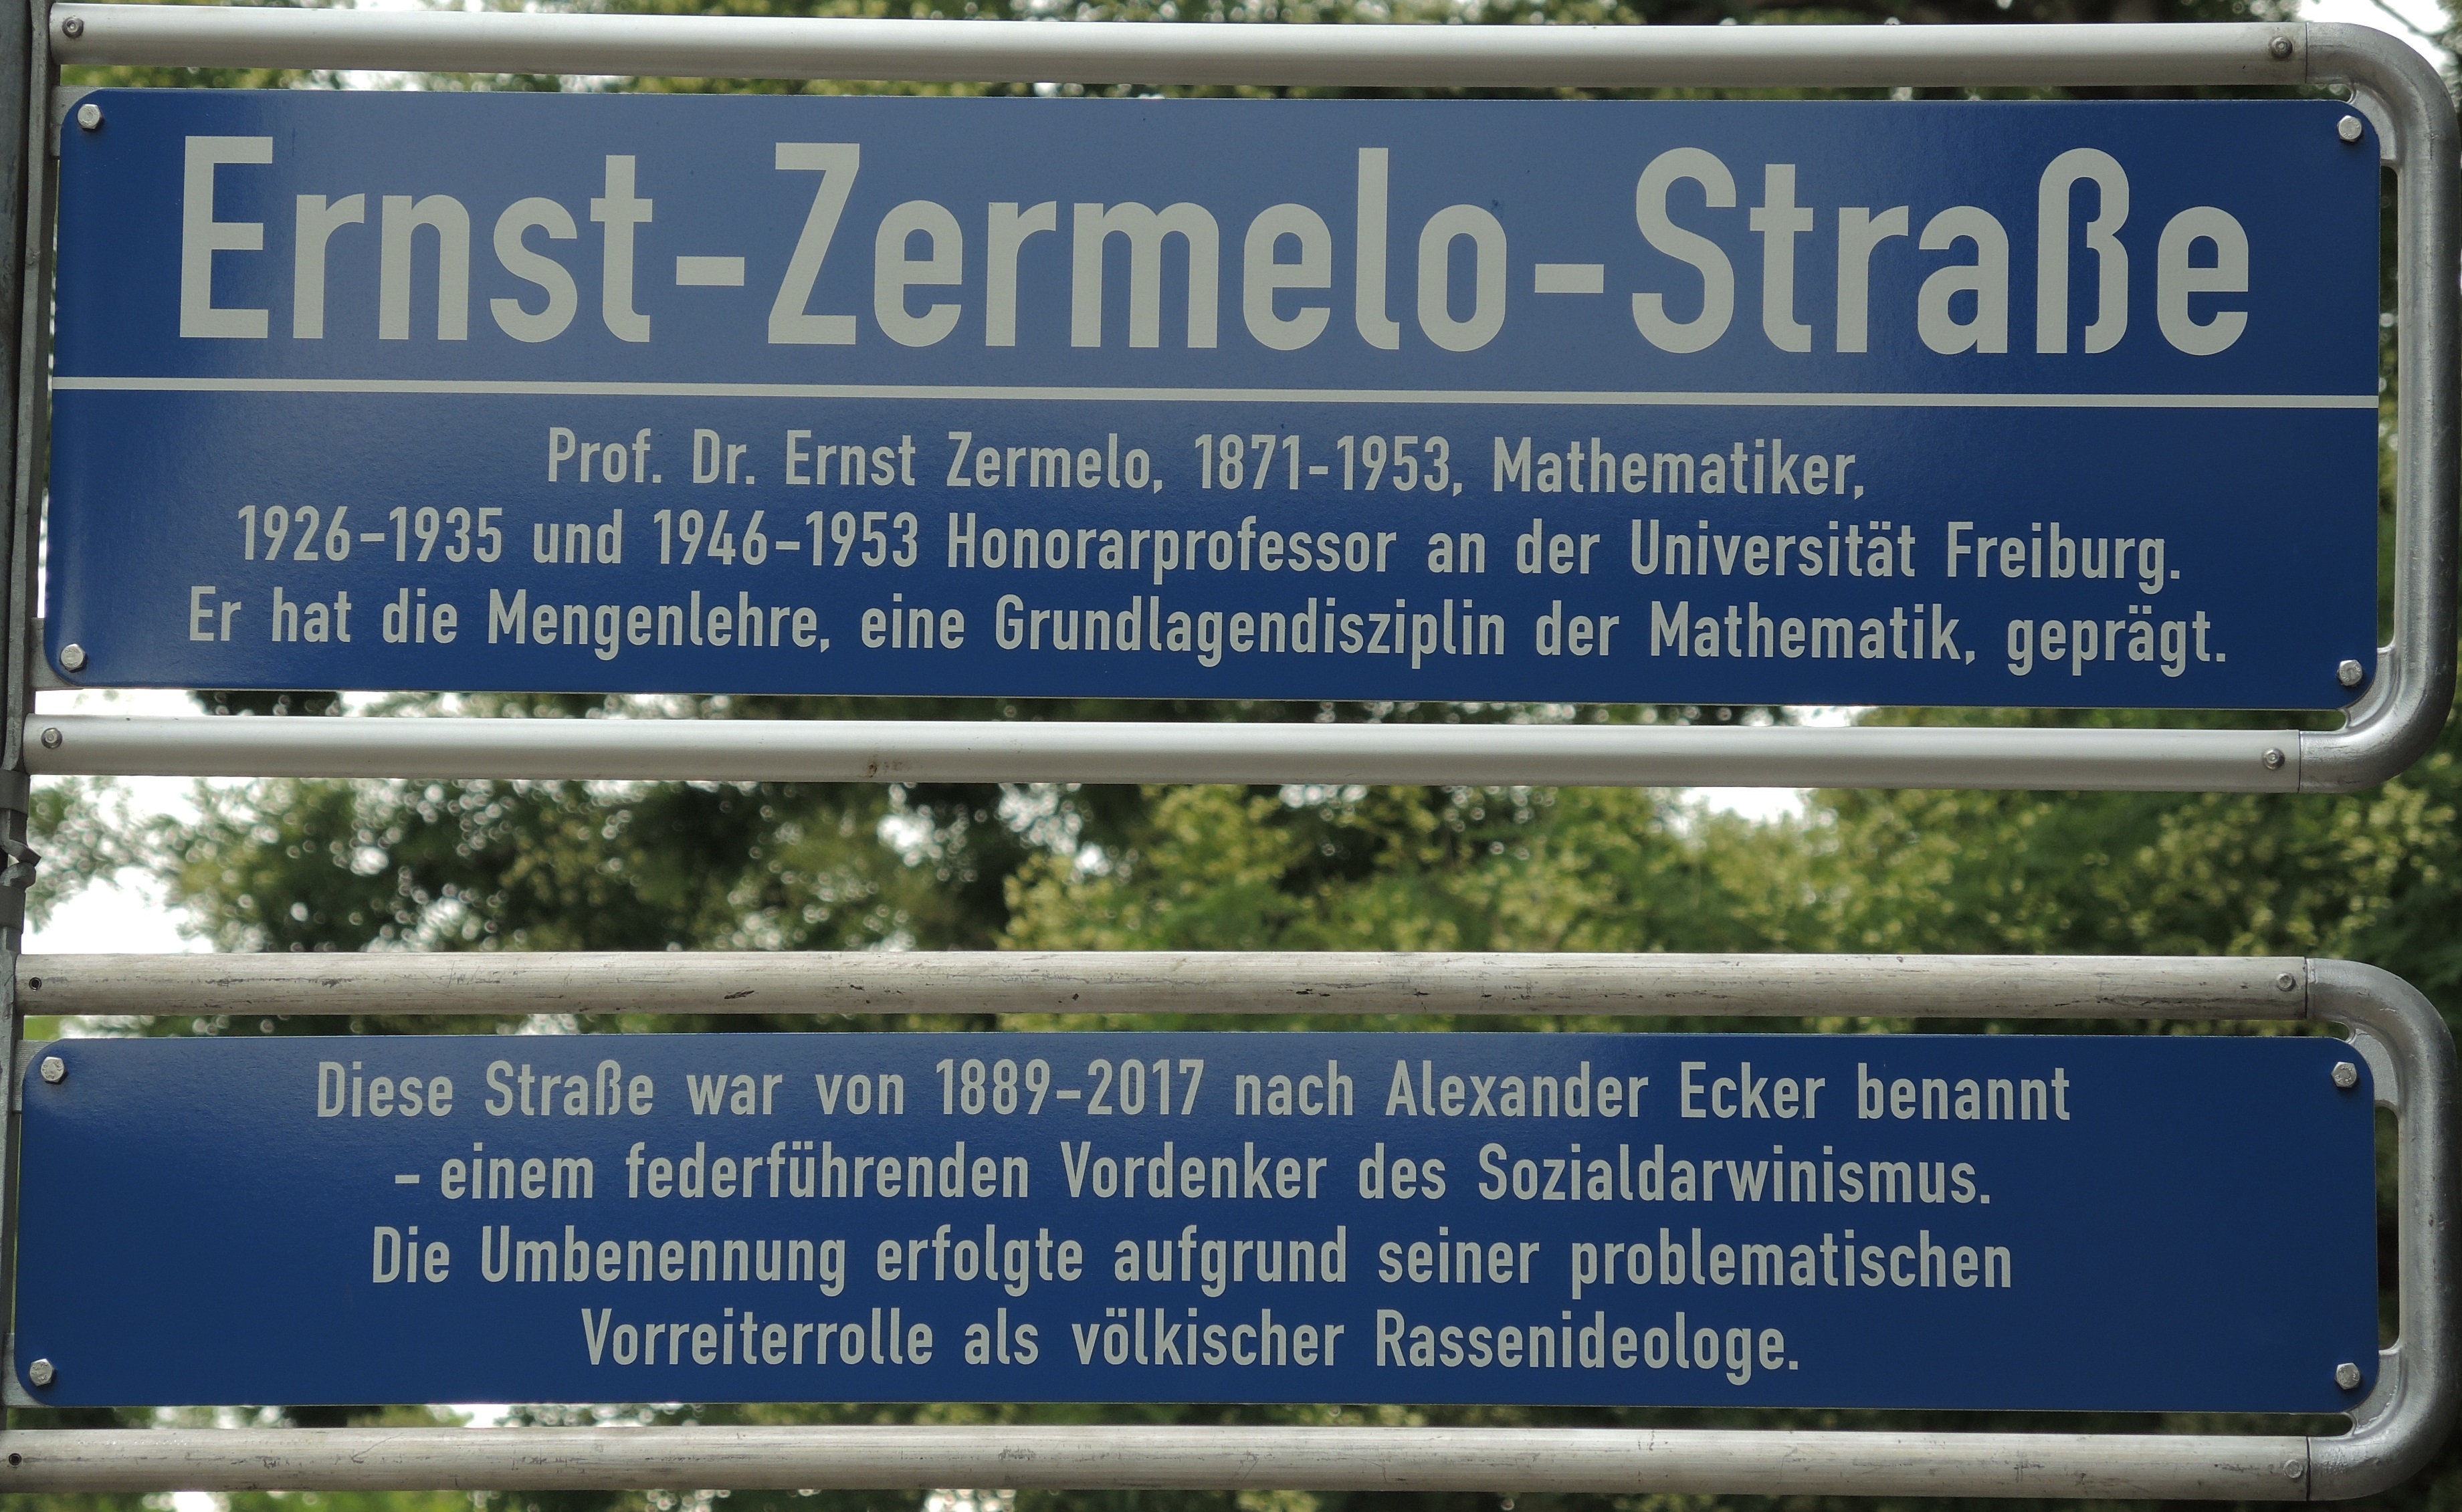 Ernst-Zermelo-Straße
Prof. Dr. Ernst Zermelo, 1871-1953, Mathematiker,
1926-1935 und 1946-1953 Honorarprofessor an der Universität Freiburg.
Er hat die Mengenlehre, eine Grundlagendisziplin der Mathematik, geprägt.
Diese Straße war von 1889-2017 nach Alexander Ecker benannt
- einem federführenden Vordenker des Sozialdarwinismus.
Die Umbenennung erfolgte aufgrund seiner problematischen
Vorreiterrolle als völkischer Rassenideologe.